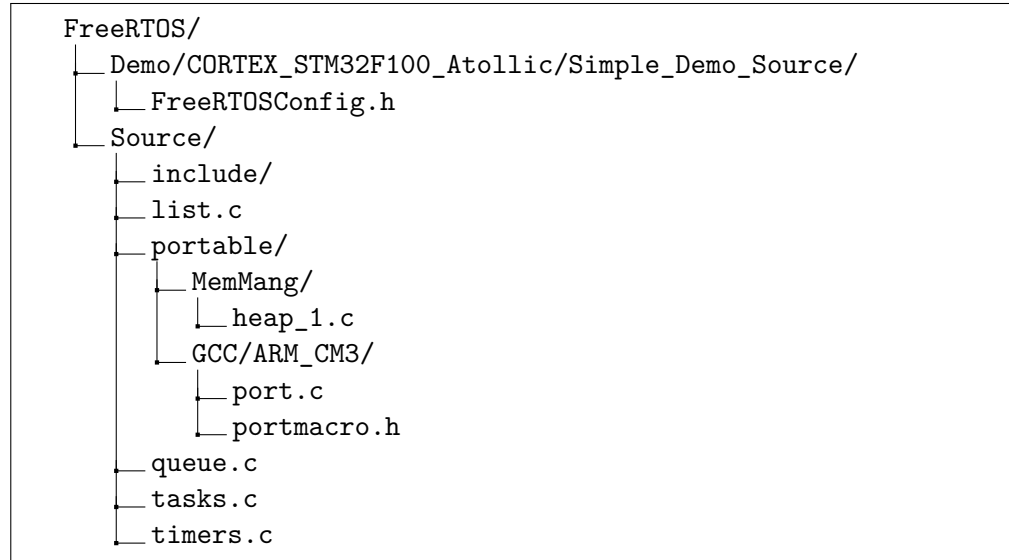 FreeRTOS/
Demo/CORTEX_STM32F100_Atollic/Simple_Demo_Source/
FreeRTOSConfig.h
Source/
include/
list.c
portable/
MemMang/
heap_1.c
GCC/ARM_CM3/
port.c
portmacro.h
queue.c
tasks.c
timers.c